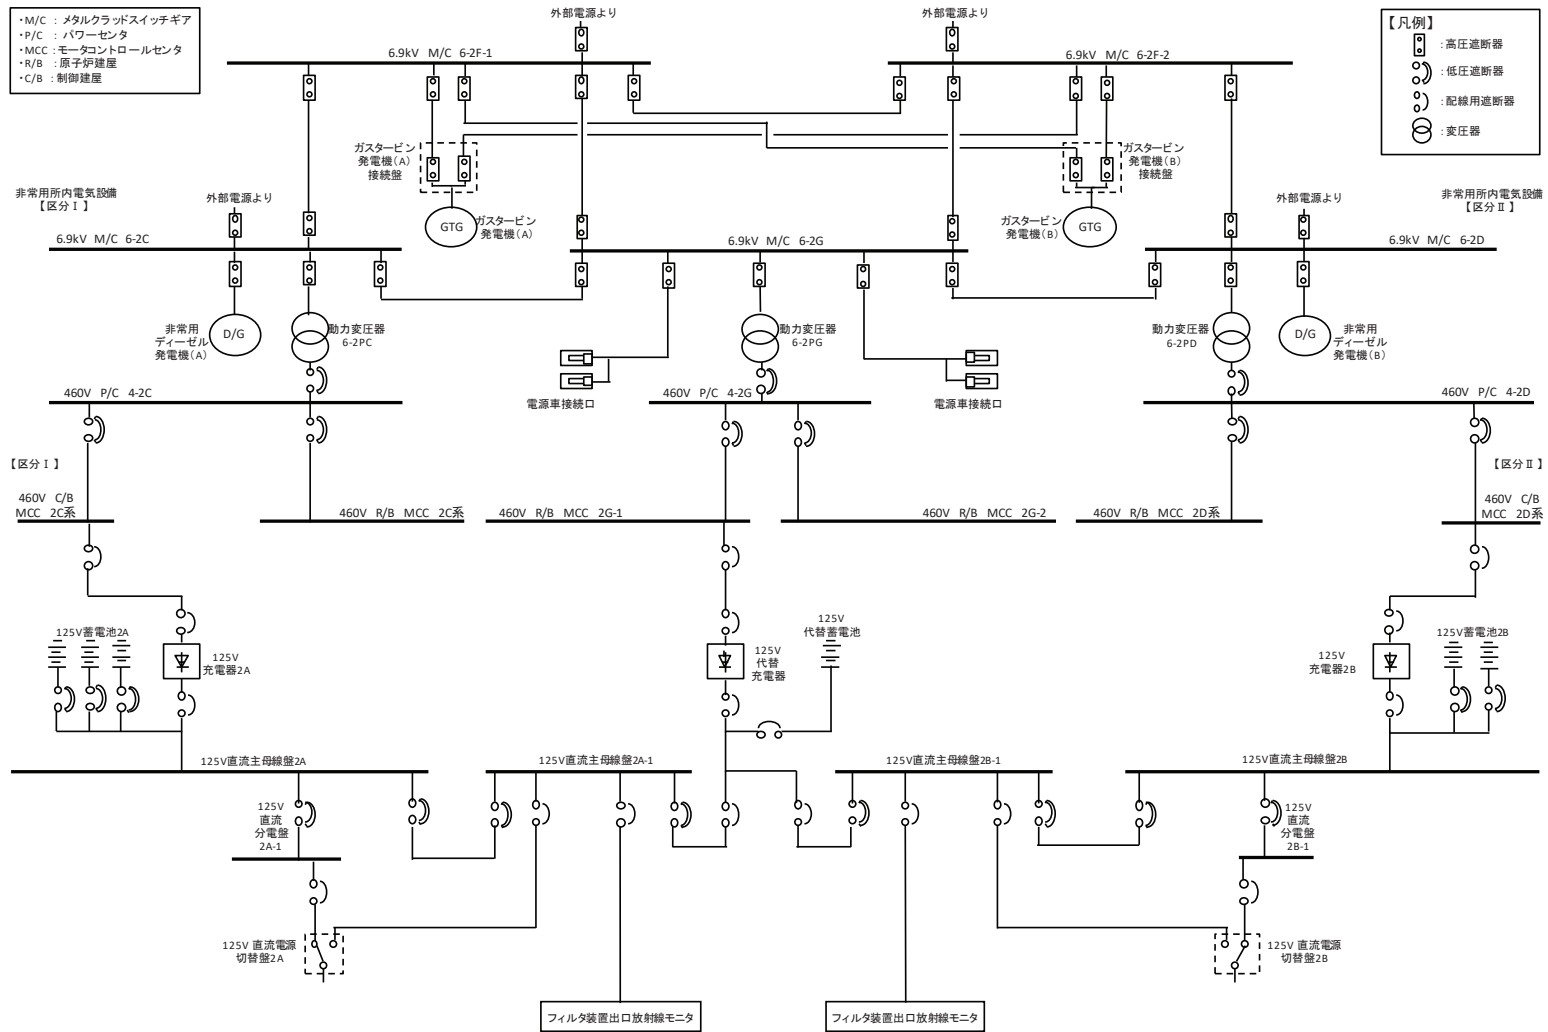 ・M/C ：メタルクラッドスイッチギア
・P/C ：パワーセンタ
・MCC：モータコントロールセンタ
・R/B ：原子炉建屋
・C/B ：制御建屋
外部電源より
外部電源より
【凡例】
：高圧遮断器
：低圧遮断器
：配線用遮断器
：変圧器
6.9kV M/C 6-2F-1
6.9kV M/C 6-2F-2
ガスタービン
発電機(A)
接続盤
ガスタービン
発電機(B)
接続盤
非常用所内電気設備
【区分Ⅰ】
外部電源より
GTG
ガスタービン
発電機(A)
ガスタービン
発電機(B)
GTG
外部電源より
非常用所内電気設備
【区分Ⅱ】
6.9kV M/C 6-2C
6.9kV M/C 6-2G
6.9kV M/C 6-2D
D/G
非常用
ディーゼル
発電機(A)
動力変圧器
6-2PC
動力変圧器
6-2PG
動力変圧器
6-2PD
D/G
非常用
ディーゼル
発電機(B)
460V P/C 4-2C
電源車接続口
460V P/C 4-2G
電源車接続口
460V P/C 4-2D
【区分Ⅰ】
【区分Ⅱ】
460V C/B
MCC 2C系
460V R/B MCC 2C系
460V R/B MCC 2G-1
460V R/B MCC 2G-2
460V R/B MCC 2D系
460V C/B
MCC 2D系
125V蓄電池2A
125V
充電器2A
125V
代替
充電器
125V
代替蓄電池
125V
充電器2B
125V蓄電池2B
125V直流主母線盤2A
125V直流主母線盤2A-1
125V直流主母線盤2B-1
125V直流主母線盤2B
125V
直流
分電盤
2A-1
125V
直流
分電盤
2B-1
125V 直流電源
切替盤2A
125V 直流電源
切替盤2B
フィルタ装置出口放射線モニタ
フィルタ装置出口放射線モニタ